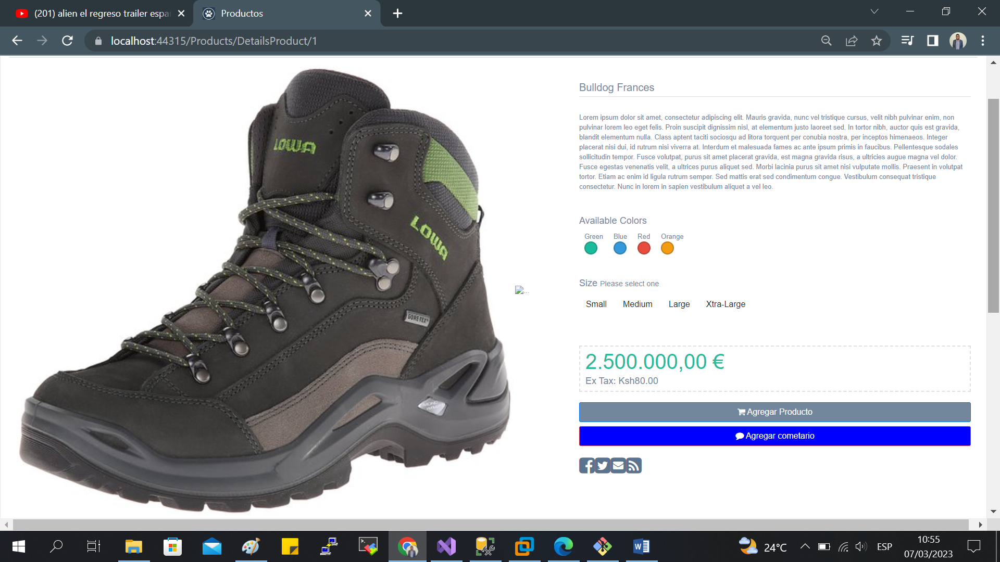 (201) alien el regreso trailer espa
Productos
localhost:44315/Products/DetailsProduct/1
LOWA
LOWA
GORE-TEX
Bulldog Frances
Lorem ipsum dolor sit amet, consectetur adipiscing elit. Mauris gravida, nunc vel tristique cursus, velit nibh pulvinar enim, non
pulvinar lorem leo eget felis. Proin suscipit dignissim nisl, at elementum justo laoreet sed. In tortor nibh, auctor quis est gravida,
blandit elementum nulla. Class aptent taciti sociosqu ad litora torquent per conubia nostra, per inceptos himenaeos. Integer
placerat nisi dui, id rutrum nisi viverra at. Interdum et malesuada fames ac ante ipsum primis in faucibus. Pellentesque sodales
sollicitudin tempor. Fusce volutpat, purus sit amet placerat gravida, est magna gravida risus, a ultricies augue magna vel dolor.
Fusce egestas venenatis velit, a ultrices purus aliquet sed. Morbi lacinia purus sit amet nisi vulputate mollis. Praesent in volutpat
tortor. Etiam ac enim id ligula rutrum semper. Sed mattis erat sed condimentum congue. Vestibulum consequat tristique
consectetur. Nunc in lorem in sapien vestibulum aliquet a vel leo.
Available Colors
Green Blue Red Orange
...
Size Please select one
Small Medium Large Xtra-Large
2.500.000,00 €
Ex Tax: Ksh80.00
Agregar Producto
Agregar cometario
24°C
ESP
10:55
07/03/2023